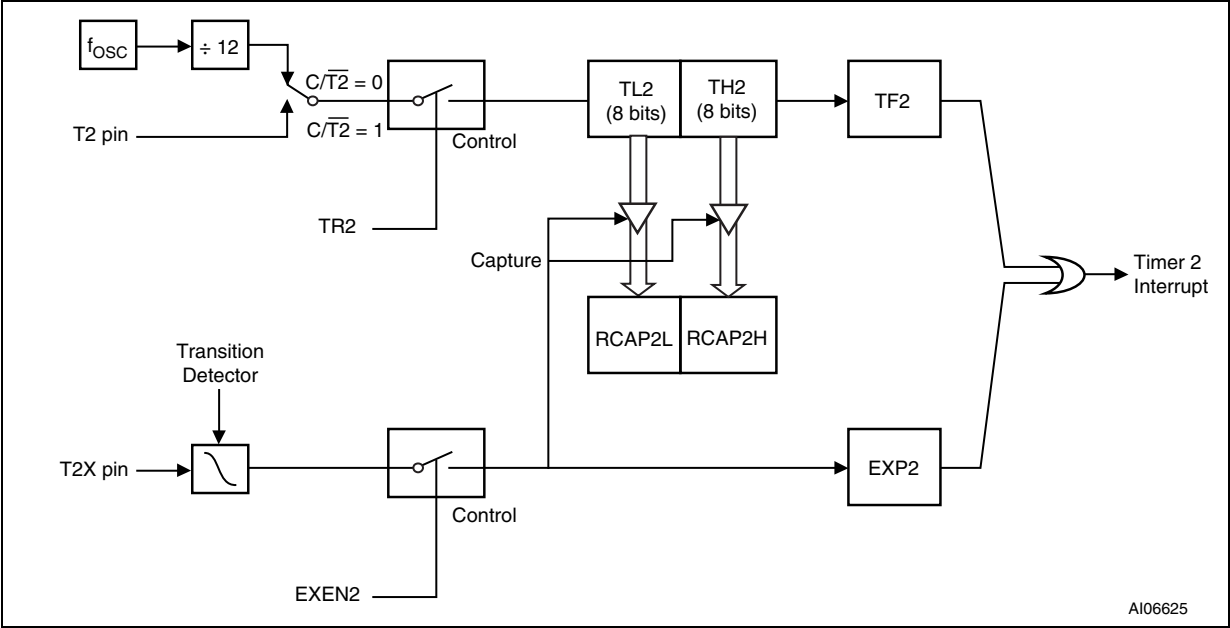 fOSC
÷ 12
C/T2 = 0
T2 pin
C/T2 = 1
Control
TR2
TL2
(8 bits)
TH2
(8 bits)
TF2
Capture
RCAP2L
RCAP2H
Timer 2
Interrupt
Transition
Detector
T2X pin
Control
EXP2
EXEN2
AI06625